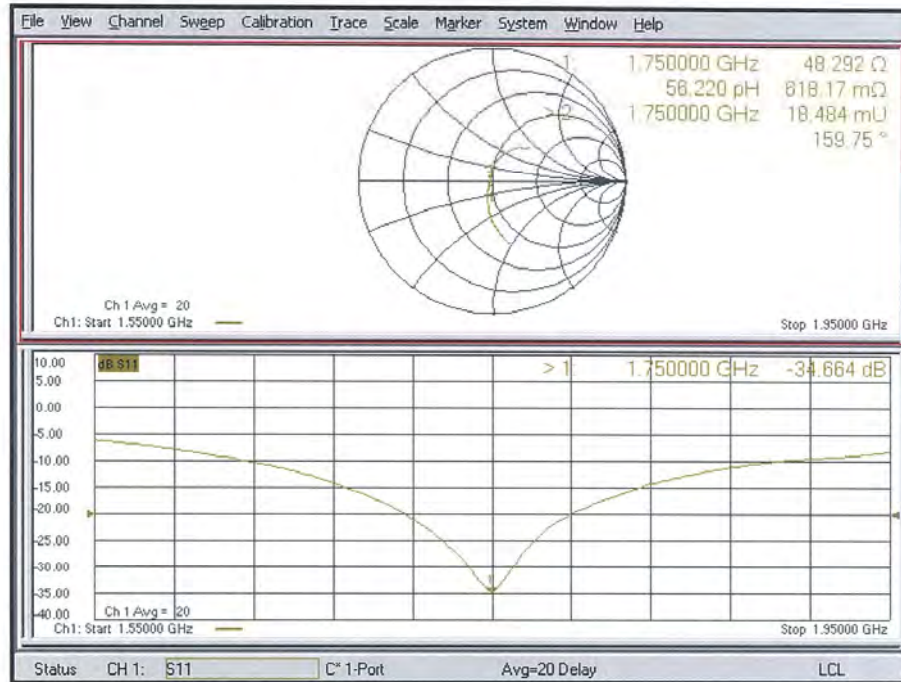 File View Channel Sweep Calibration Trace Scale Marker System Window Help
1: 1.750000 GHz 48.292 Ω
56.220 pH 618.17 mΩ
> 2: 1.750000 GHz 18.484 mU
159.75 °
Ch 1 Avg = 20
Ch1: Start 1.55000 GHz
Stop 1.95000 GHz
10.00
dB S11
> 1: 1.750000 GHz -34.664 dB
5.00
0.00
-5.00
-10.00
-15.00
-20.00
-25.00
-30.00
-35.00
-40.00
1
Ch 1 Avg = 20
Ch1: Start 1.55000 GHz
Stop 1.95000 GHz
Status CH 1: S11 C* 1-Port Avg=20 Delay LCL